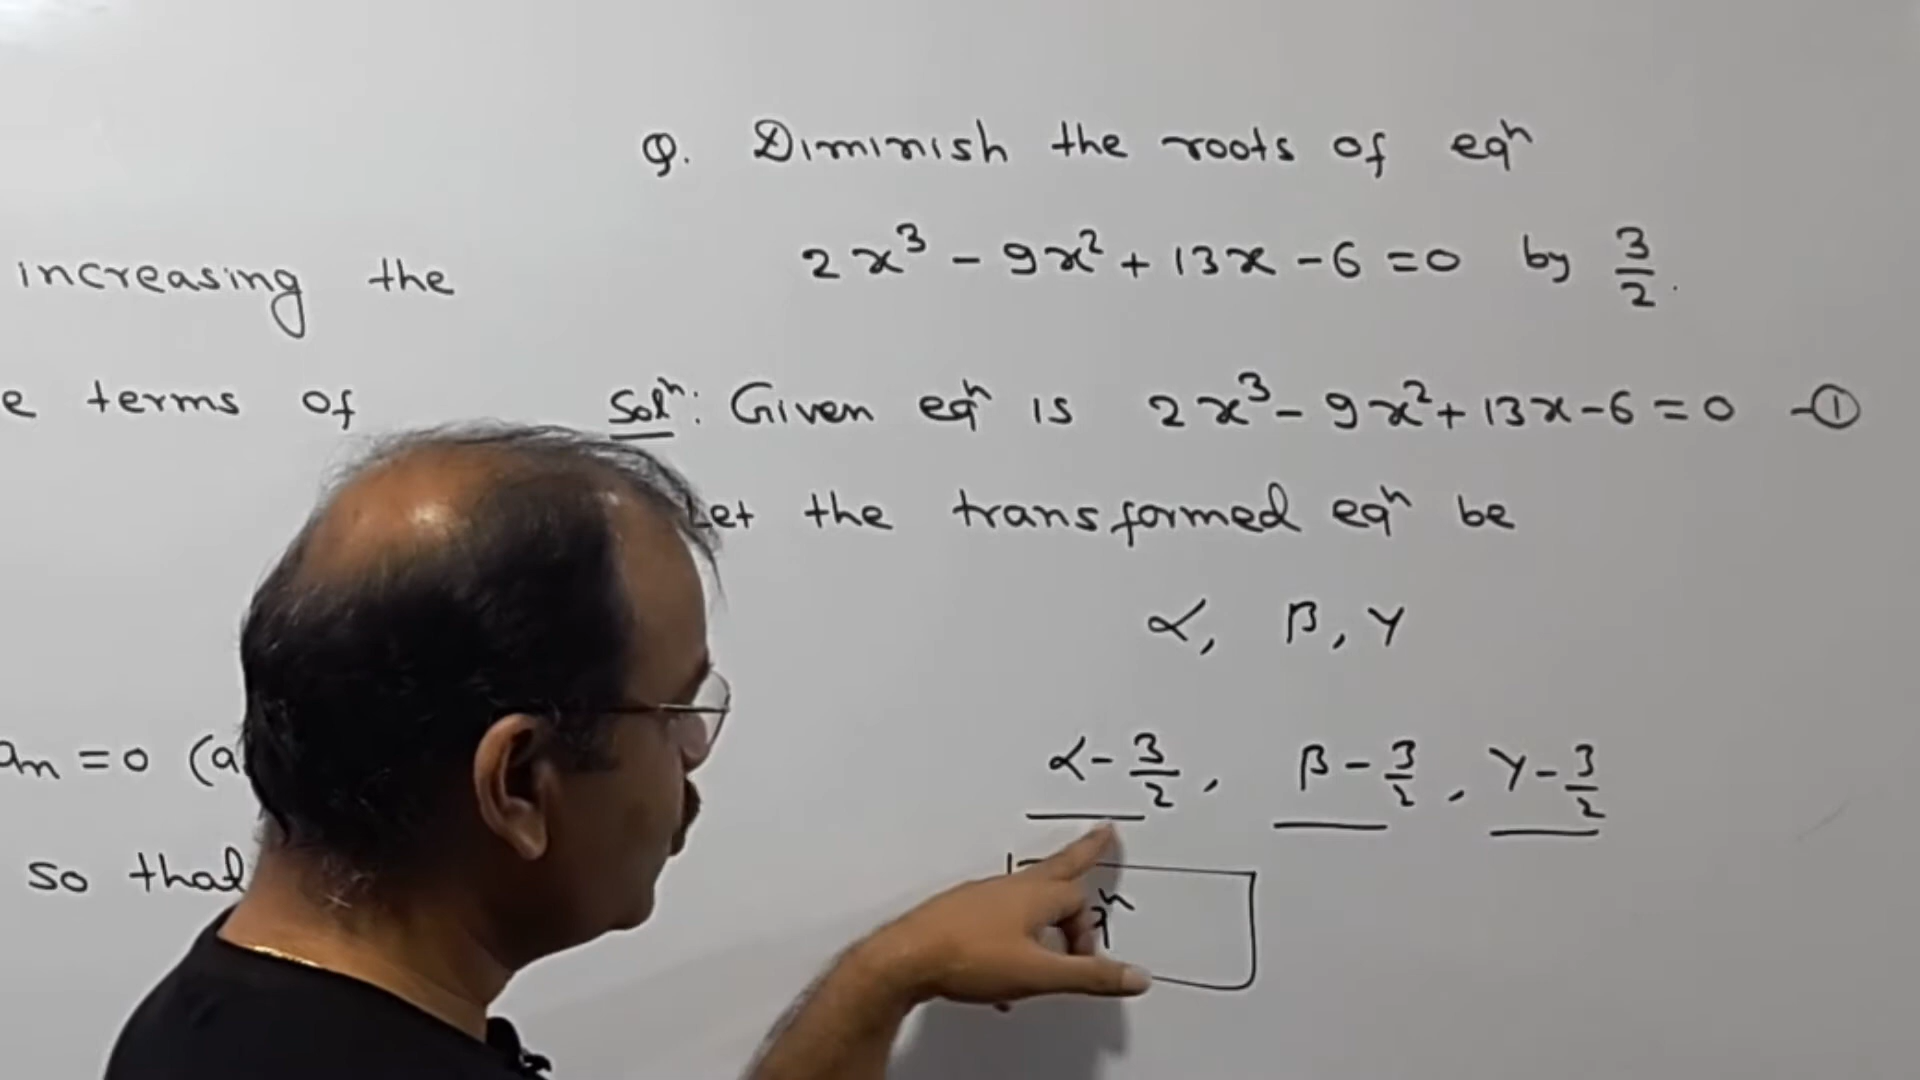 increasing the
terms of
aₙ = 0 (a
so that
Q. Diminish the roots of eqⁿ
2x³ - 9x² + 13x - 6 = 0 by 3/2.
Solⁿ: Given eqⁿ is 2x³ - 9x² + 13x - 6 = 0 -①
Let the transformed eqⁿ be
α, β, γ
α - 3/2, β - 3/2, γ - 3/2